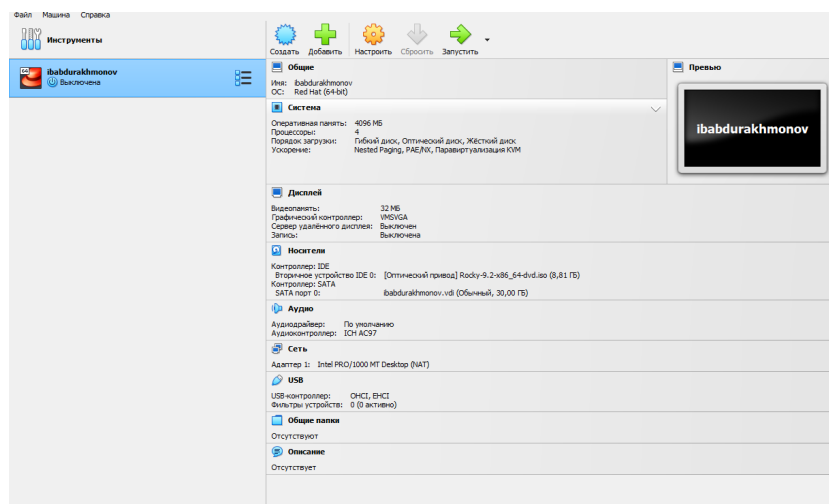 Файл Машина Справка
Инструменты
Создать Добавить Настроить Сбросить Запустить
64
ibabdurakhmonov
Выключена
Общие
Имя: ibabdurakhmonov
ОС: Red Hat (64-bit)
Система
Оперативная память: 4096 МБ
Процессоры: 4
Порядок загрузки: Гибкий диск, Оптический диск, Жёсткий диск
Ускорение: Nested Paging, PAE/NX, Паравиртуализация KVM
Превью
ibabdurakhmonov
Дисплей
Видеопамять: 32 МБ
Графический контроллер: VMSVGA
Сервер удалённого дисплея: Выключен
Запись: Выключена
Носители
Контроллер: IDE
Вторичное устройство IDE 0: [Оптический привод] Rocky-9.2-x86_64-dvd.iso (8,81 ГБ)
Контроллер: SATA
SATA порт 0: ibabdurakhmonov.vdi (Обычный, 30,00 ГБ)
Аудио
Аудиодрайвер: По умолчанию
Аудиоконтроллер: ICH AC97
Сеть
Адаптер 1: Intel PRO/1000 MT Desktop (NAT)
USB
USB-контроллер: OHCI, EHCI
Фильтры устройств: 0 (0 активно)
Общие папки
Отсутствуют
Описание
Отсутствует